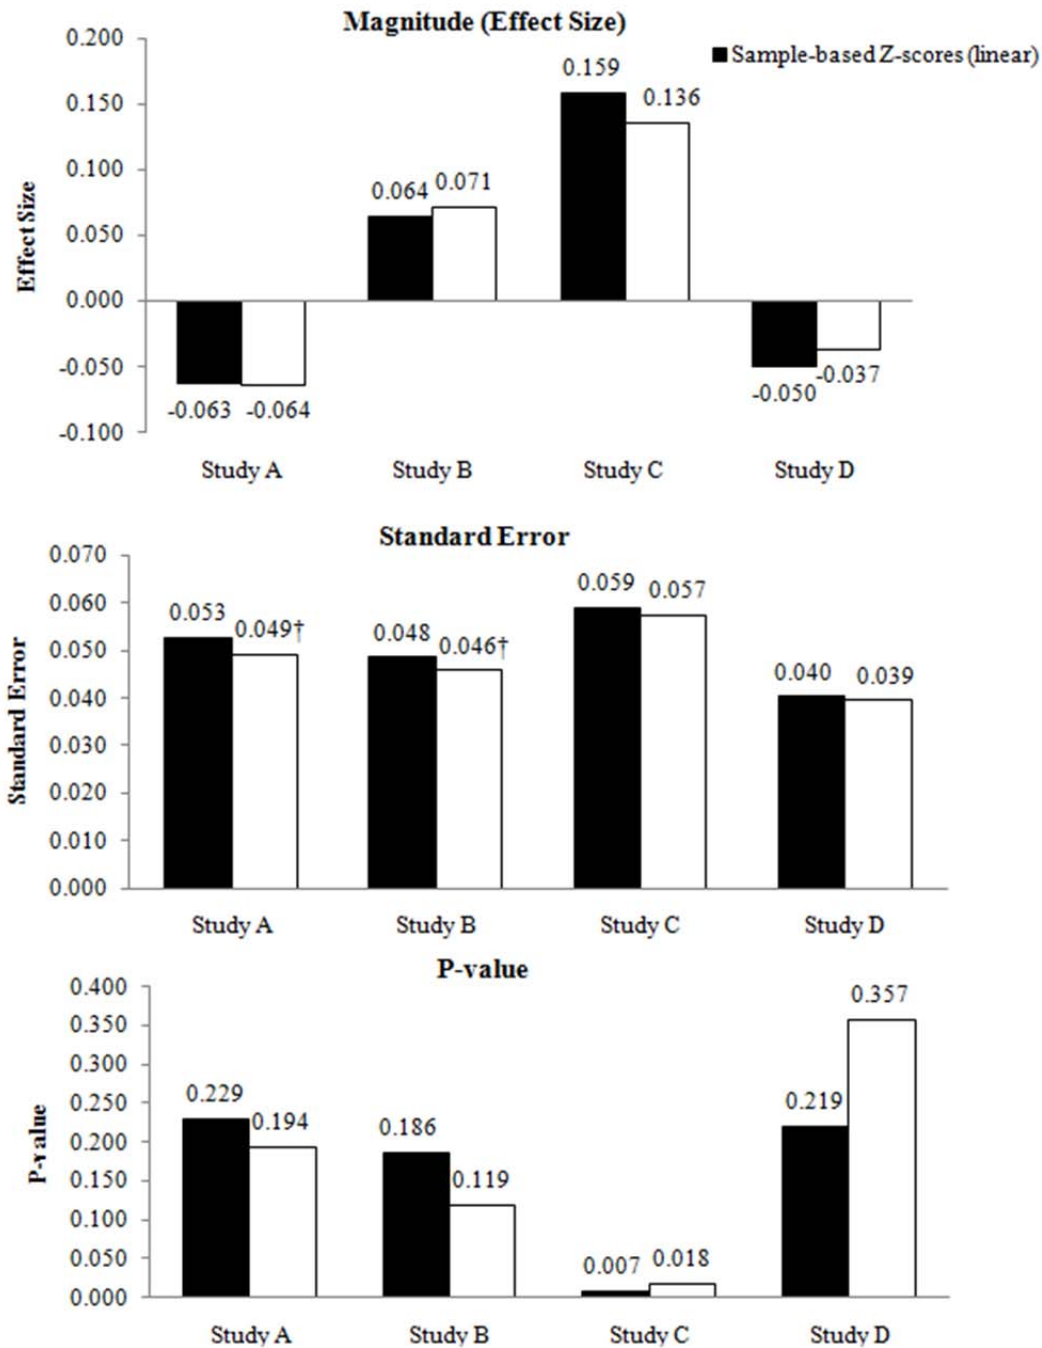 Magnitude (Effect Size)
Sample-based Z-scores (linear)
Effect Size
0.200
0.150
0.100
0.050
0.000
-0.050
-0.100
-0.063
-0.064
0.064
0.071
0.159
0.136
-0.050
-0.037
Study A
Study B
Study C
Study D
Standard Error
Standard Error
0.070
0.060
0.050
0.040
0.030
0.020
0.010
0.000
0.053
0.049†
0.048
0.046†
0.059
0.057
0.040
0.039
Study A
Study B
Study C
Study D
P-value
P-value
0.400
0.350
0.300
0.250
0.200
0.150
0.100
0.050
0.000
0.229
0.194
0.186
0.119
0.007
0.018
0.219
0.357
Study A
Study B
Study C
Study D